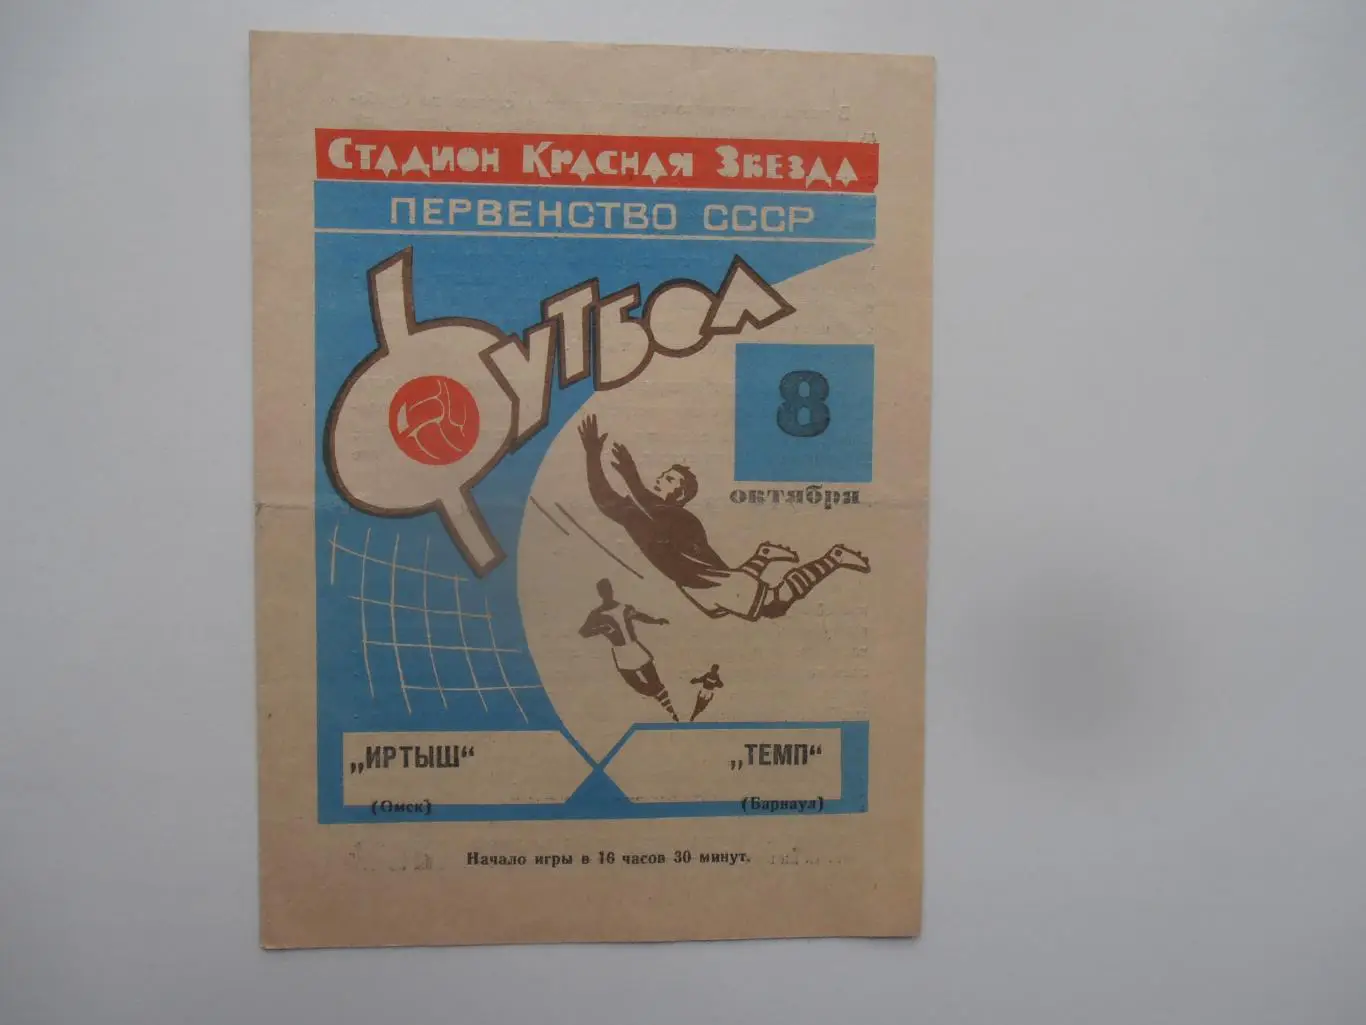 Стадион Красная Звезда
ПЕРВЕНСТВО СССР
ФУТБОЛ
8
октября
„ИРТЫШ“
(Омск)
„ТЕМП“
(Барнаул)
Начало игры в 16 часов 30 минут.